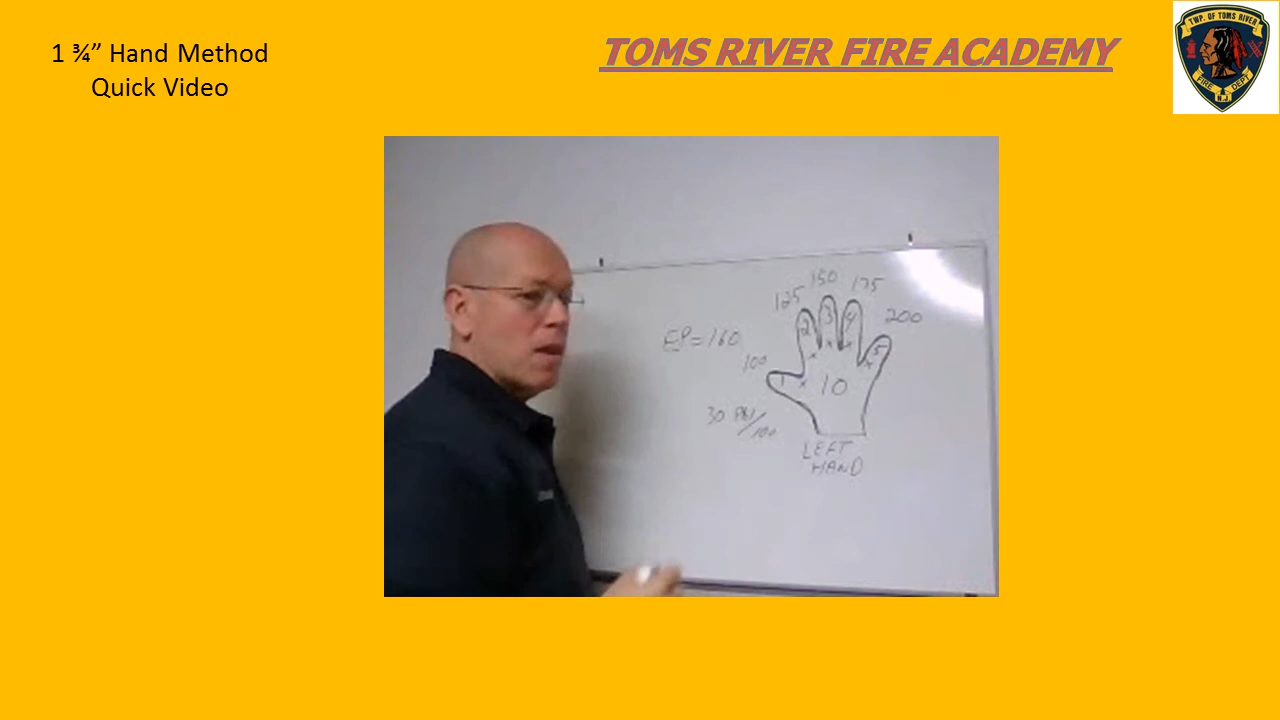 1 ¾” Hand Method
Quick Video
TOMS RIVER FIRE ACADEMY
TWP. OF TOMS RIVER
FIRE DEPT
N.J.
150
125
175
200
EP=160
100
2
3
4
5
1
10
30 PSI/100
LEFT
HAND